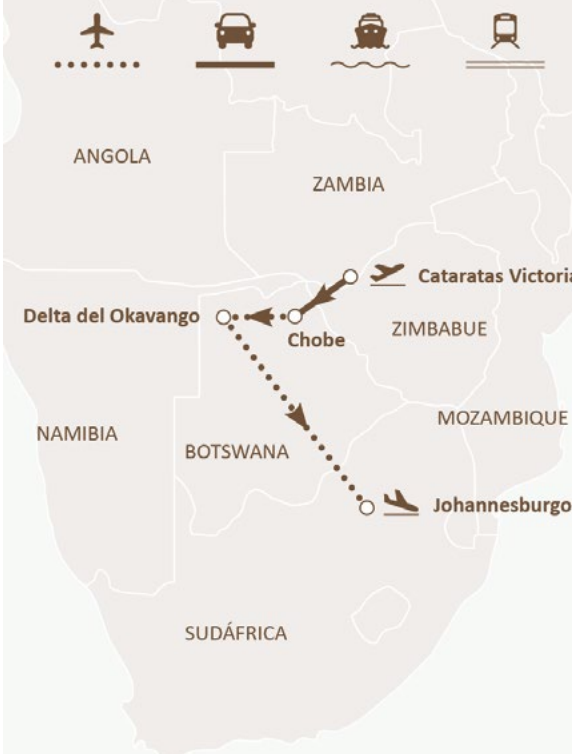 ANGOLA
ZAMBIA
Cataratas Victoria
Delta del Okavango
Chobe
ZIMBABUE
MOZAMBIQUE
NAMIBIA
BOTSWANA
Johannesburgo
SUDÁFRICA